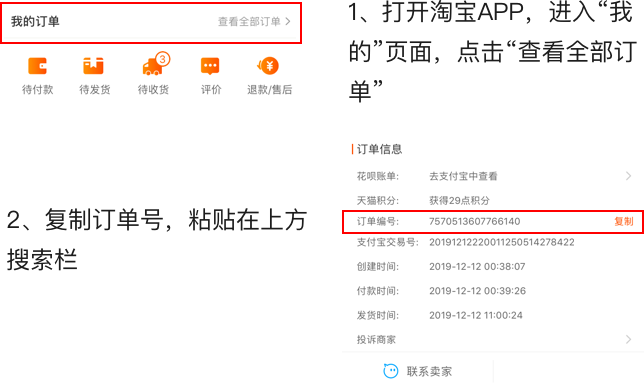 我的订单 查看全部订单
3
待付款 待发货 待收货 评价 退款/售后
1、打开淘宝APP，进入“我
的”页面，点击“查看全部订
单”
2、复制订单号，粘贴在上方
搜索栏
订单信息
花呗账单: 去支付宝中查看
天猫积分: 获得29点积分
订单编号: 7570513607766140 复制
支付宝交易号: 2019121222001125051427842​2
创建时间: 2019-12-12 00:38:07
付款时间: 2019-12-12 00:39:26
发货时间: 2019-12-12 11:00:24
投诉商家
联系卖家